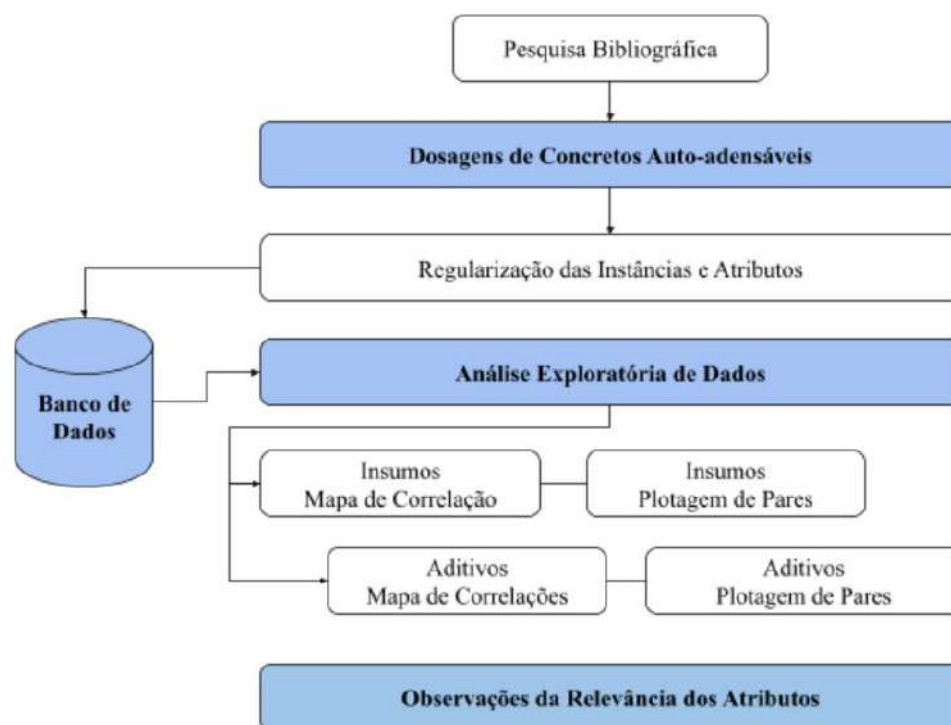 Pesquisa Bibliográfica
Dosagens de Concretos Auto-adensáveis
Regularização das Instâncias e Atributos
Análise Exploratória de Dados
Banco de
Dados
Insumos
Mapa de Correlação
Insumos
Plotagem de Pares
Aditivos
Mapa de Correlações
Aditivos
Plotagem de Pares
Observações da Relevância dos Atributos